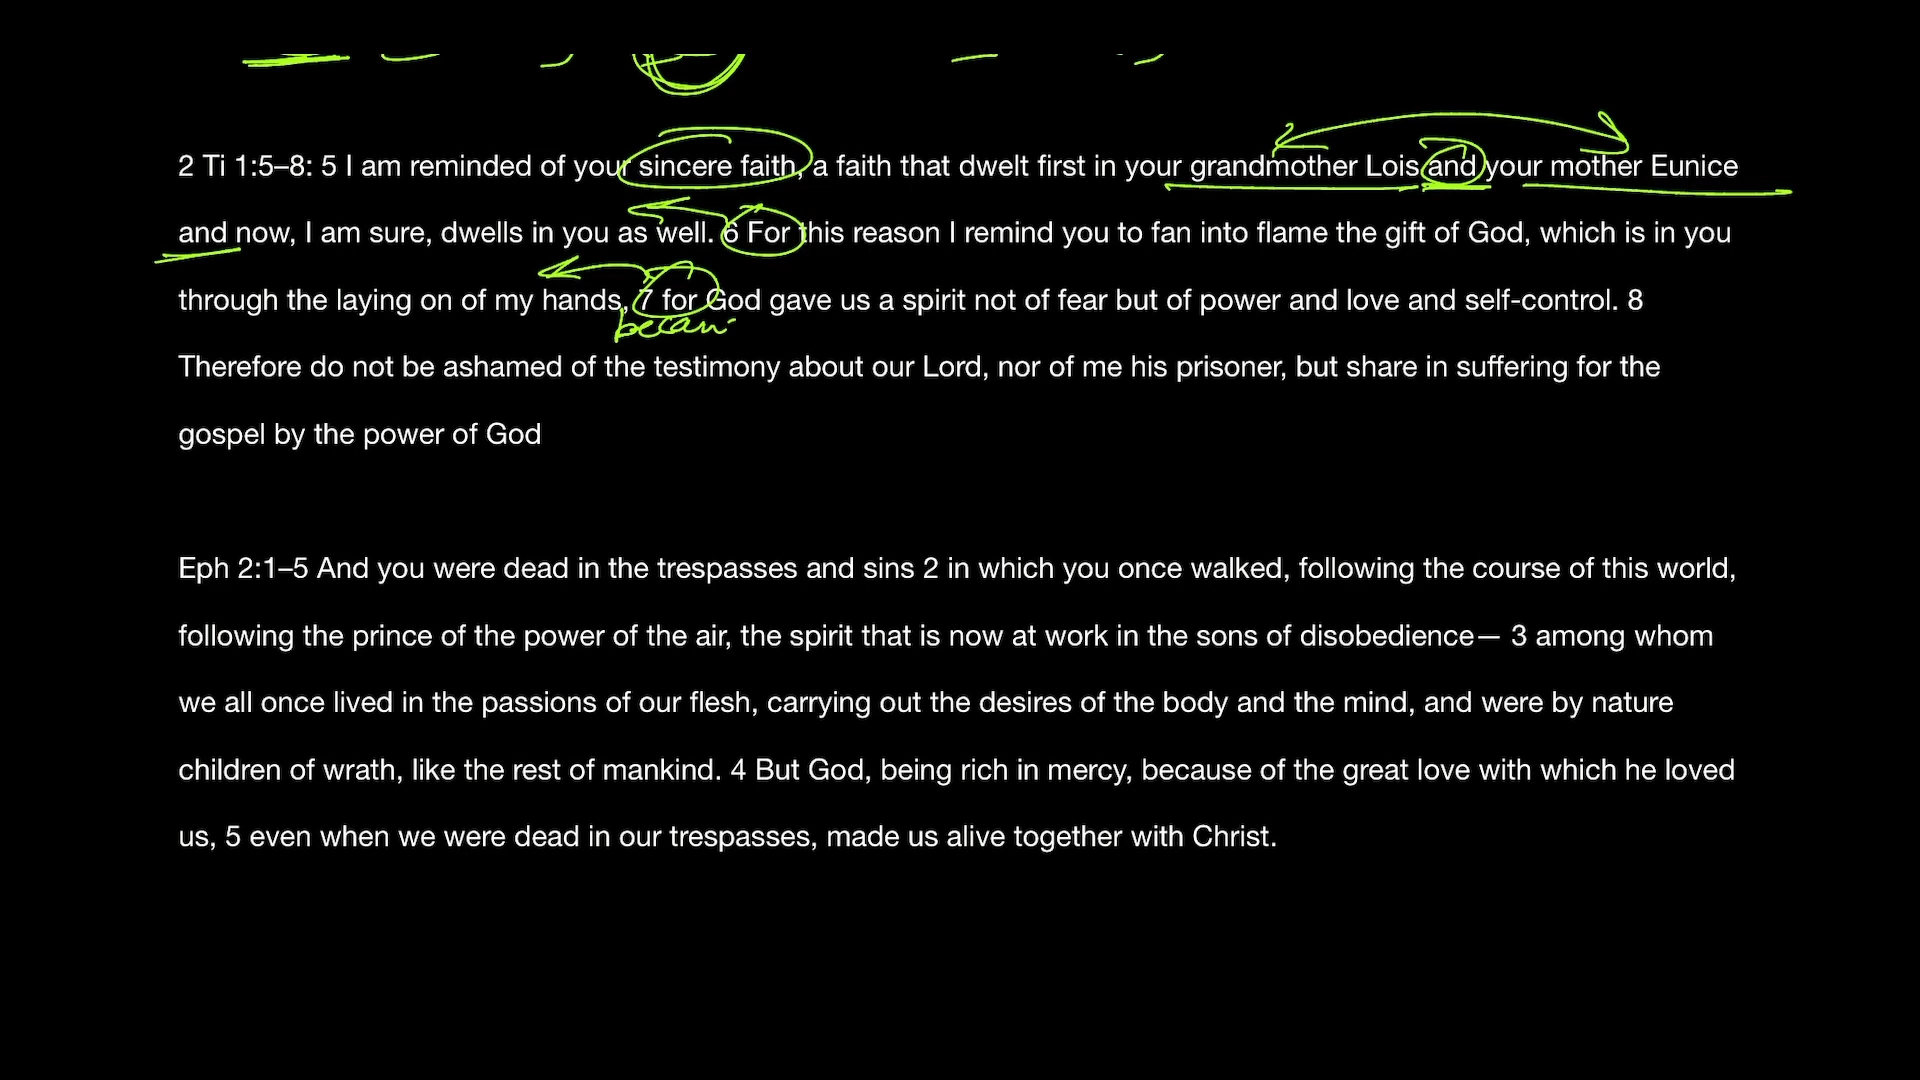 2 Ti 1:5–8: 5 I am reminded of your sincere faith, a faith that dwelt first in your grandmother Lois and your mother Eunice
and now, I am sure, dwells in you as well. 6 For this reason I remind you to fan into flame the gift of God, which is in you
through the laying on of my hands, 7 for God gave us a spirit not of fear but of power and love and self-control. 8
Therefore do not be ashamed of the testimony about our Lord, nor of me his prisoner, but share in suffering for the
gospel by the power of God
Eph 2:1–5 And you were dead in the trespasses and sins 2 in which you once walked, following the course of this world,
following the prince of the power of the air, the spirit that is now at work in the sons of disobedience— 3 among whom
we all once lived in the passions of our flesh, carrying out the desires of the body and the mind, and were by nature
children of wrath, like the rest of mankind. 4 But God, being rich in mercy, because of the great love with which he loved
us, 5 even when we were dead in our trespasses, made us alive together with Christ.